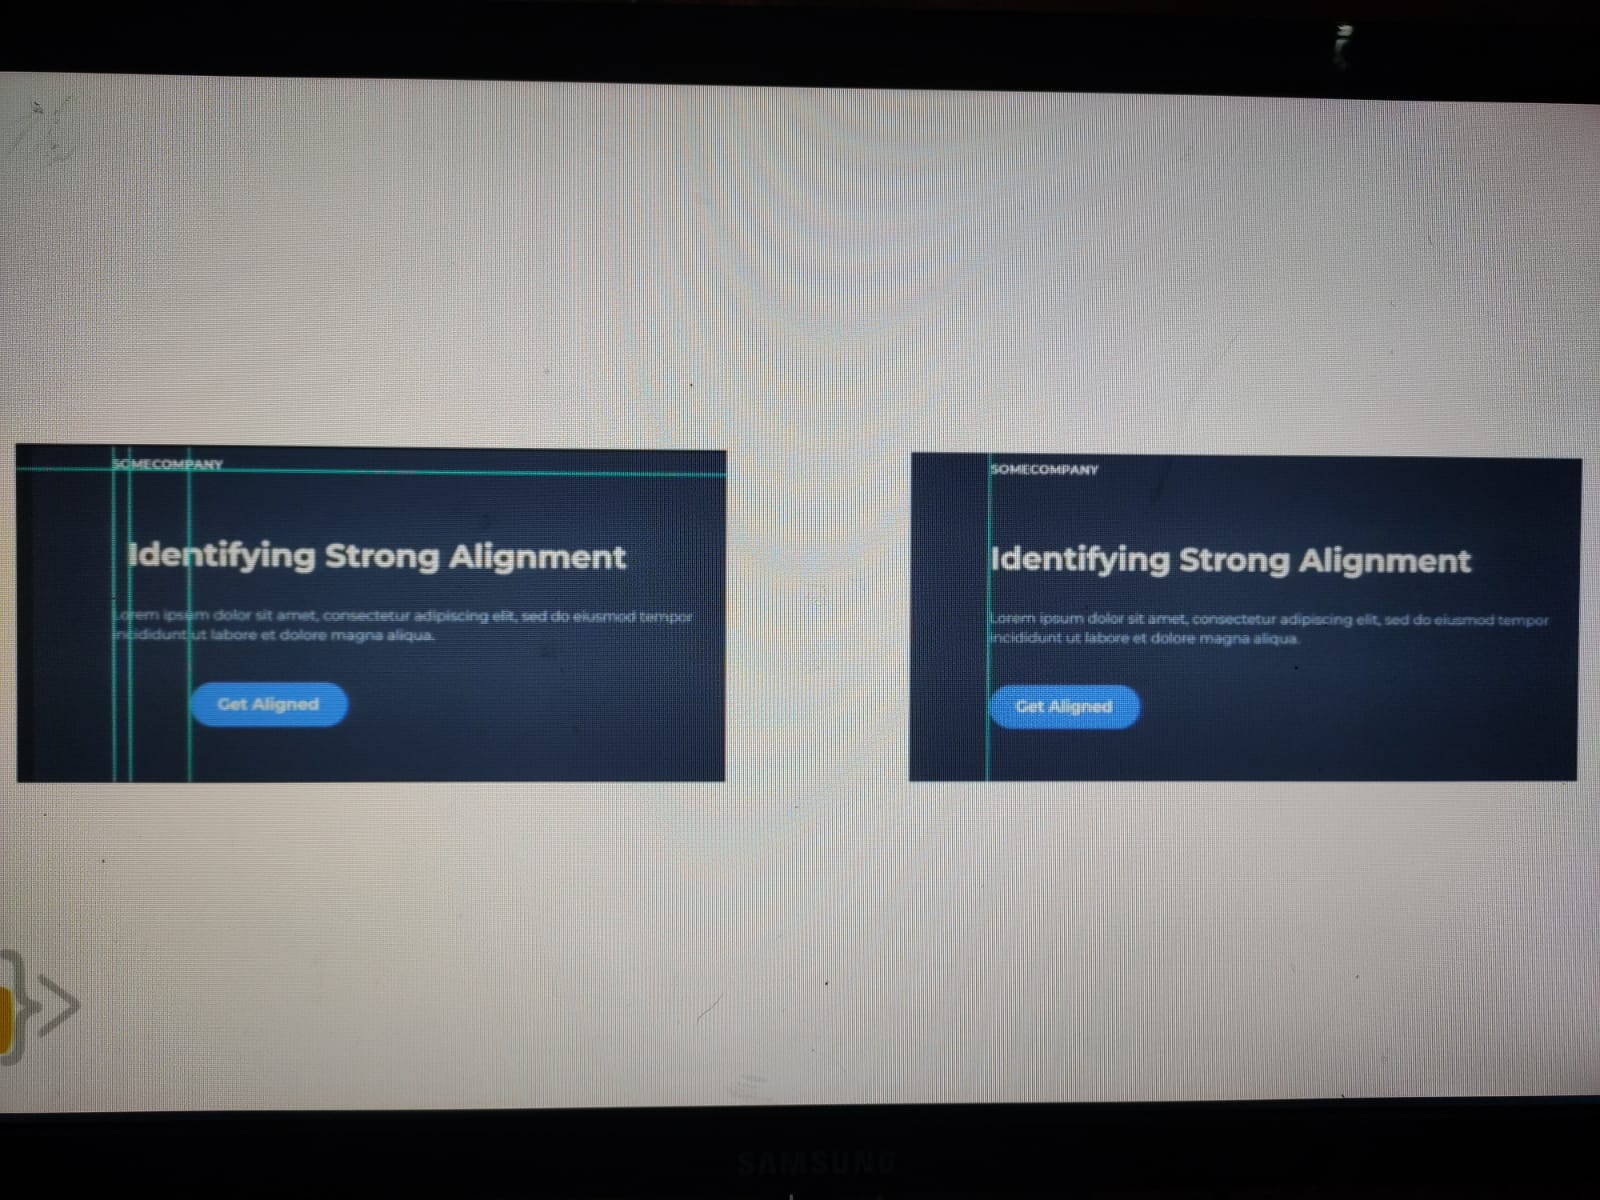 SOMECOMPANY
Identifying Strong Alignment
Lorem ipsem dolor sit amet, consectetur adipiscing elit, sed do eiusmod tempor
incididunt ut labore et dolore magna aliqua.
Get Aligned
SOMECOMPANY
Identifying Strong Alignment
Lorem ipsum dolor sit amet, consectetur adipiscing elit, sed do eiusmod tempor
incididunt ut labore et dolore magna aliqua.
Get Aligned
}>
SAMSUNG